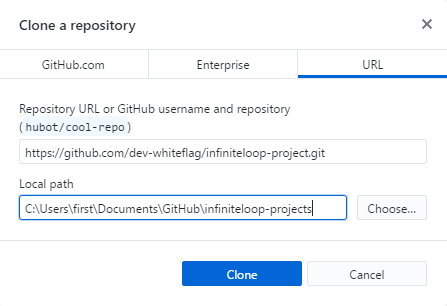 Clone a repository
GitHub.com
Enterprise
URL
Repository URL or GitHub username and repository
(hubot/cool-repo)
https://github.com/dev-whiteflag/infiniteloop-project.git
Local path
C:\Users\first\Documents\GitHub\infiniteloop-projects
Choose...
Clone
Cancel